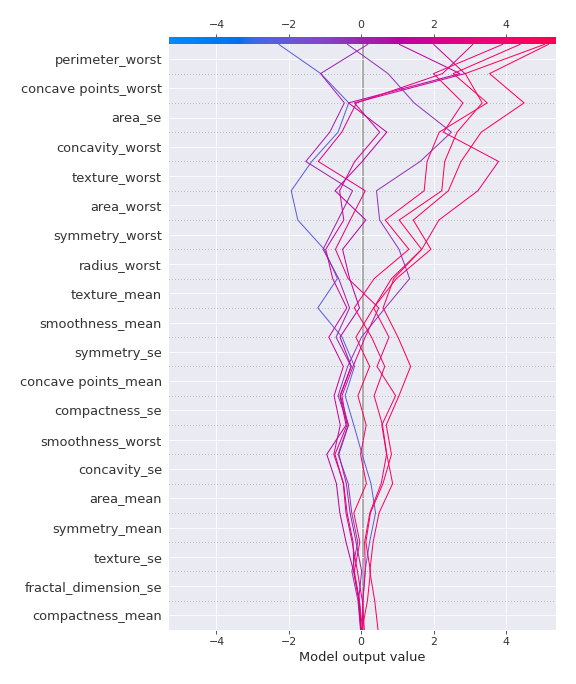 −4 −2 0 2 4
perimeter_worst
concave points_worst
area_se
concavity_worst
texture_worst
area_worst
symmetry_worst
radius_worst
texture_mean
smoothness_mean
symmetry_se
concave points_mean
compactness_se
smoothness_worst
concavity_se
area_mean
symmetry_mean
texture_se
fractal_dimension_se
compactness_mean
−4 −2 0 2 4
Model output value